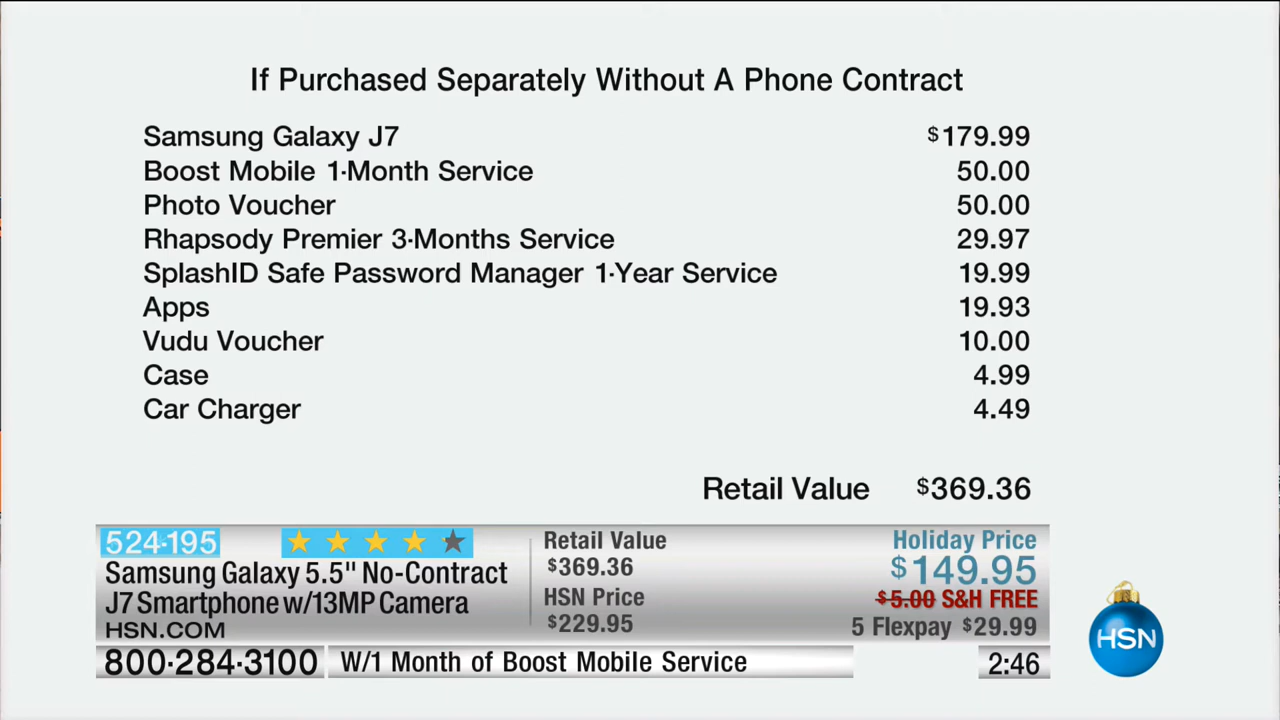 If Purchased Separately Without A Phone Contract
Samsung Galaxy J7 $179.99
Boost Mobile 1-Month Service 50.00
Photo Voucher 50.00
Rhapsody Premier 3-Months Service 29.97
SplashID Safe Password Manager 1-Year Service 19.99
Apps 19.93
Vudu Voucher 10.00
Case 4.99
Car Charger 4.49
Retail Value $369.36
524-195
Samsung Galaxy 5.5" No-Contract
J7 Smartphone w/13MP Camera
HSN.COM
Retail Value
$369.36
HSN Price
$229.95
Holiday Price
$149.95
$5.00 S&H FREE
5 Flexpay $29.99
HSN
800-284-3100 W/1 Month of Boost Mobile Service 2:46